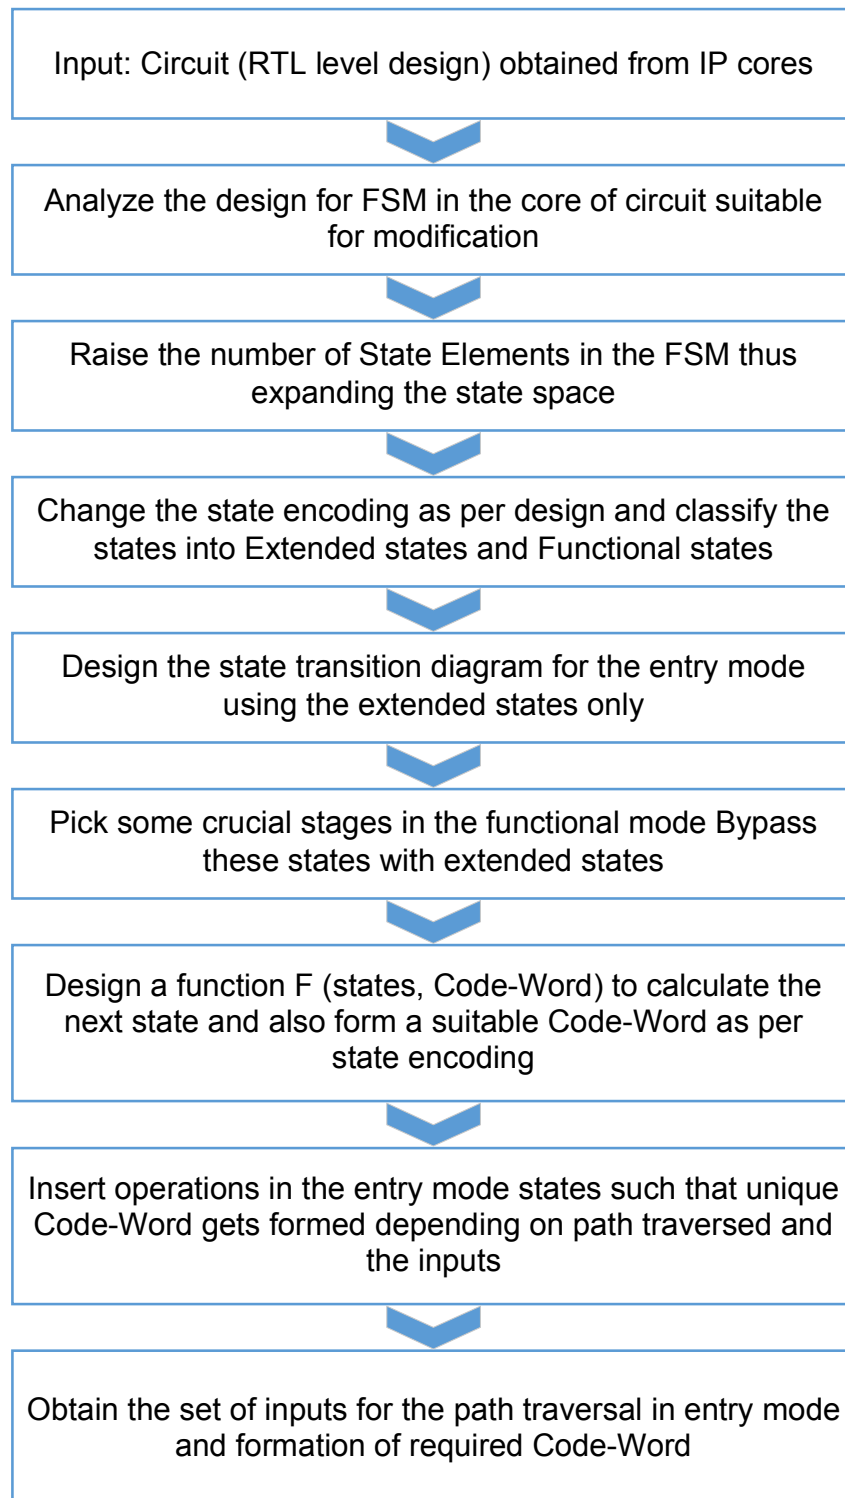 Input: Circuit (RTL level design) obtained from IP cores
Analyze the design for FSM in the core of circuit suitable
for modification
Raise the number of State Elements in the FSM thus
expanding the state space
Change the state encoding as per design and classify the
states into Extended states and Functional states
Design the state transition diagram for the entry mode
using the extended states only
Pick some crucial stages in the functional mode Bypass
these states with extended states
Design a function F (states, Code-Word) to calculate the
next state and also form a suitable Code-Word as per
state encoding
Insert operations in the entry mode states such that unique
Code-Word gets formed depending on path traversed and
the inputs
Obtain the set of inputs for the path traversal in entry mode
and formation of required Code-Word